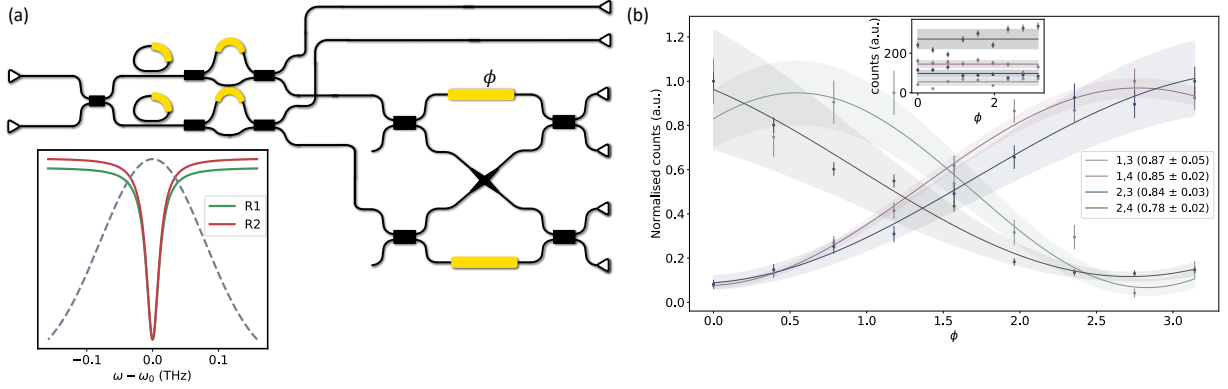 (a)
ϕ
R1
R2
−0.1
0.0
0.1
ω − ω₀ (THz)
(b)
Normalised counts (a.u.)
1.0
0.8
0.6
0.4
0.2
0.0
0.0
0.5
1.0
1.5
2.0
2.5
3.0
ϕ
counts (a.u.)
200
0
0
2
ϕ
1,3 (0.87 ± 0.05)
1,4 (0.85 ± 0.02)
2,3 (0.84 ± 0.03)
2,4 (0.78 ± 0.02)